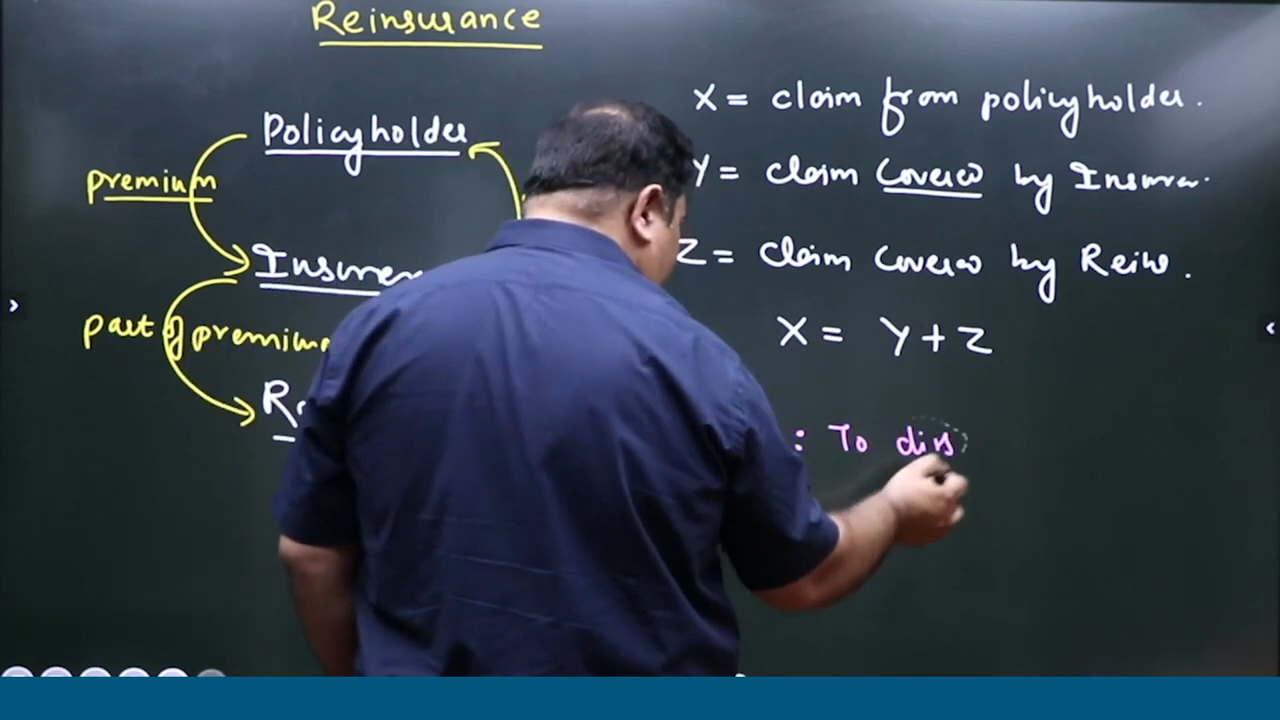 Reinsurance
Policyholder
premium
Insurer
part of premium
X = claim from policyholder.
Y = claim Covered by Insurer.
Z = claim Covered by Rein.
X = Y+Z
: To div